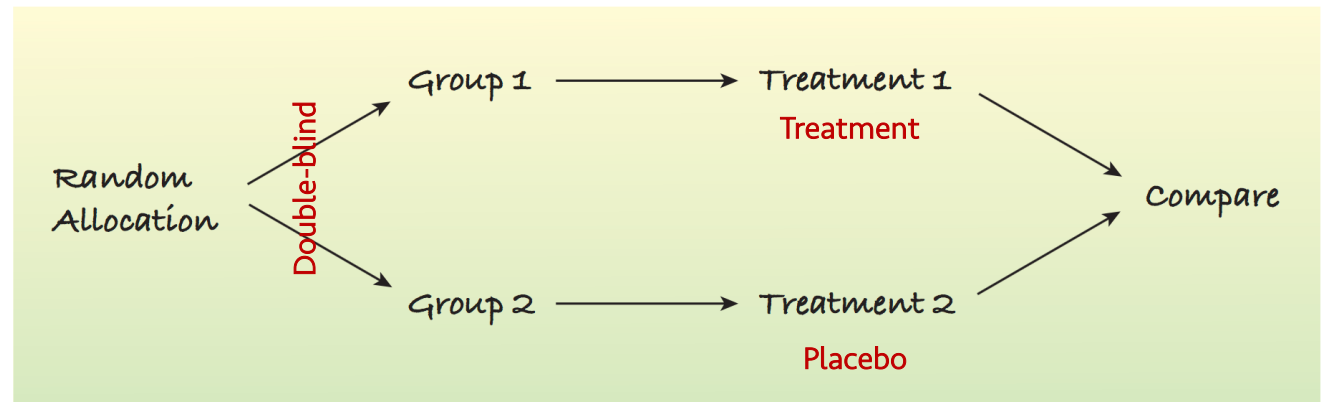 Group 1
Treatment 1
Treatment
Double-blind
Random
Allocation
Compare
Group 2
Treatment 2
Placebo